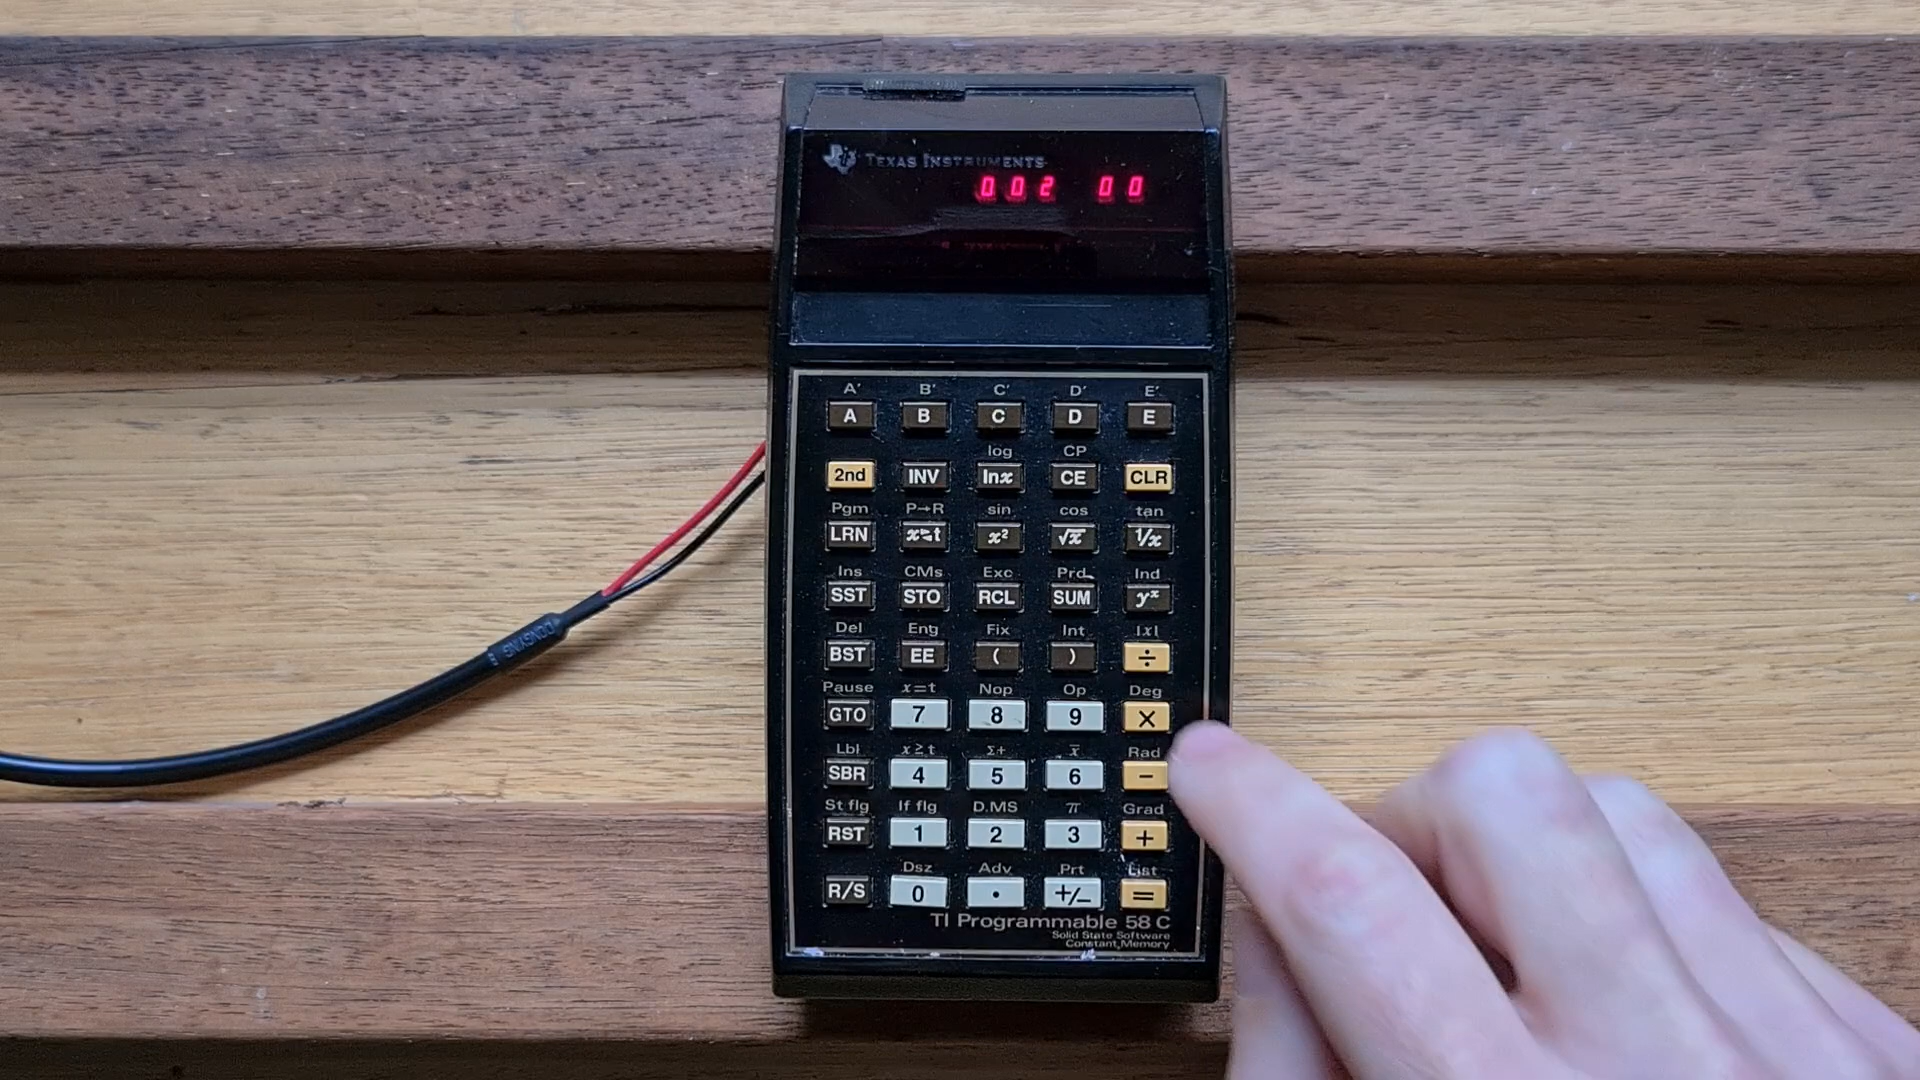 TEXAS INSTRUMENTS
002 00
A' B' C' D' E'
A B C D E
log CP
2nd INV lnx CE CLR
Pgm P→R sin cos tan
LRN x⇄t x² √x 1/x
Ins CMs Exc Prd Ind
SST STO RCL SUM yˣ
Del Eng Fix Int |x|
BST EE ( ) ÷
Pause x=t Nop Op Deg
GTO 7 8 9 ×
Lbl x≥t Σ+ x̄ Rad
SBR 4 5 6 −
St flg If flg D.MS π Grad
RST 1 2 3 +
Dsz Adv Prt List
R/S 0 . +/− =
TI Programmable 58 C
Solid State Software
Constant Memory